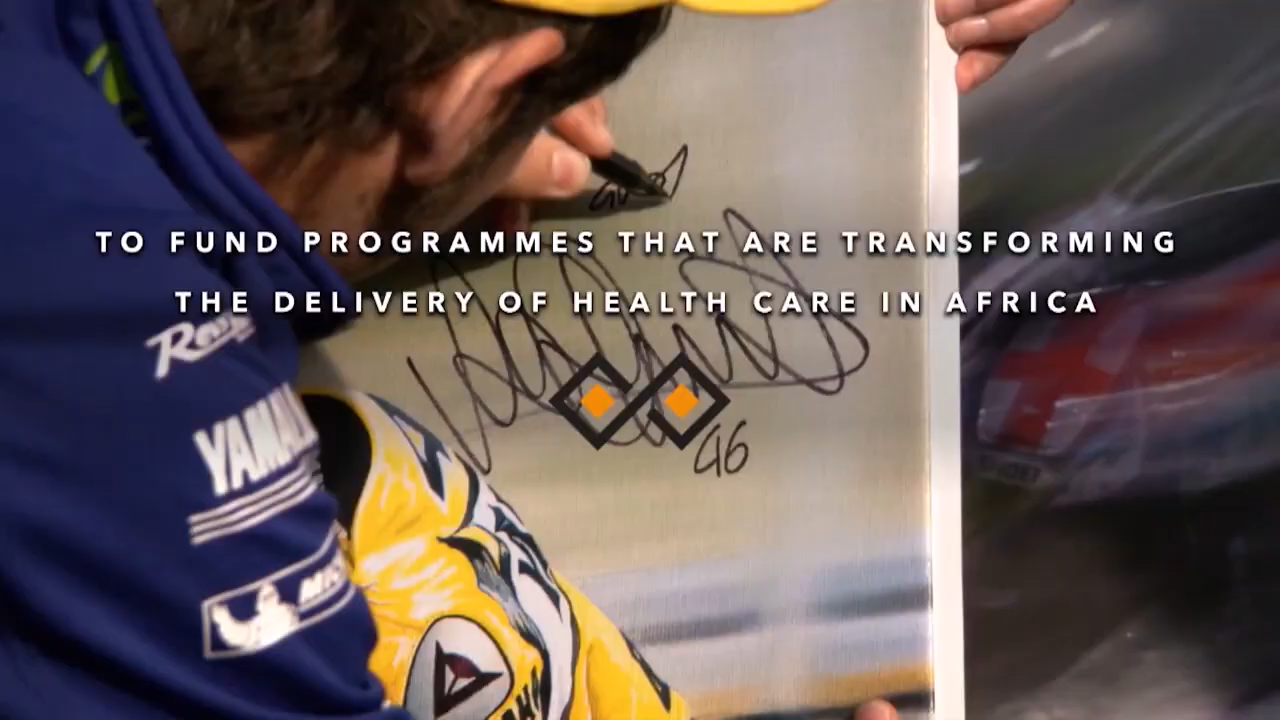 TO FUND PROGRAMMES THAT ARE TRANSFORMING
THE DELIVERY OF HEALTH CARE IN AFRICA
YAMAHA
46